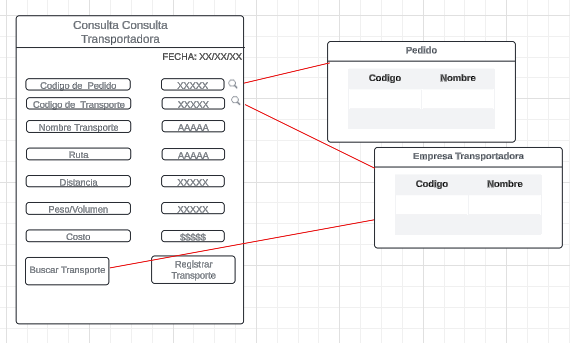 Consulta Consulta
Transportadora
FECHA: XX/XX/XX
Codigo de Pedido XXXXX
Codigo de Transporte XXXXX
Nombre Transporte AAAAA
Ruta AAAAA
Distancia XXXXX
Peso/Volumen XXXXX
Costo $$$$$
Buscar Transporte
Registrar
Transporte
Pedido
Codigo Nombre
Empresa Transportadora
Codigo Nombre